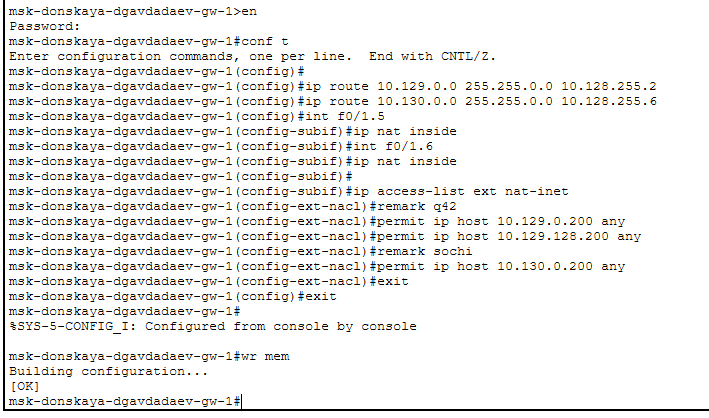 msk-donskaya-dgavdadaev-gw-1>en
Password:
msk-donskaya-dgavdadaev-gw-1#conf t
Enter configuration commands, one per line.  End with CNTL/Z.
msk-donskaya-dgavdadaev-gw-1(config)#
msk-donskaya-dgavdadaev-gw-1(config)#ip route 10.129.0.0 255.255.0.0 10.128.255.2
msk-donskaya-dgavdadaev-gw-1(config)#ip route 10.130.0.0 255.255.0.0 10.128.255.6
msk-donskaya-dgavdadaev-gw-1(config)#int f0/1.5
msk-donskaya-dgavdadaev-gw-1(config-subif)#ip nat inside
msk-donskaya-dgavdadaev-gw-1(config-subif)#int f0/1.6
msk-donskaya-dgavdadaev-gw-1(config-subif)#ip nat inside
msk-donskaya-dgavdadaev-gw-1(config-subif)#
msk-donskaya-dgavdadaev-gw-1(config-subif)#ip access-list ext nat-inet
msk-donskaya-dgavdadaev-gw-1(config-ext-nacl)#remark q42
msk-donskaya-dgavdadaev-gw-1(config-ext-nacl)#permit ip host 10.129.0.200 any
msk-donskaya-dgavdadaev-gw-1(config-ext-nacl)#permit ip host 10.129.128.200 any
msk-donskaya-dgavdadaev-gw-1(config-ext-nacl)#remark sochi
msk-donskaya-dgavdadaev-gw-1(config-ext-nacl)#permit ip host 10.130.0.200 any
msk-donskaya-dgavdadaev-gw-1(config-ext-nacl)#exit
msk-donskaya-dgavdadaev-gw-1(config)#exit
msk-donskaya-dgavdadaev-gw-1#
%SYS-5-CONFIG_I: Configured from console by console
msk-donskaya-dgavdadaev-gw-1#wr mem
Building configuration...
[OK]
msk-donskaya-dgavdadaev-gw-1#